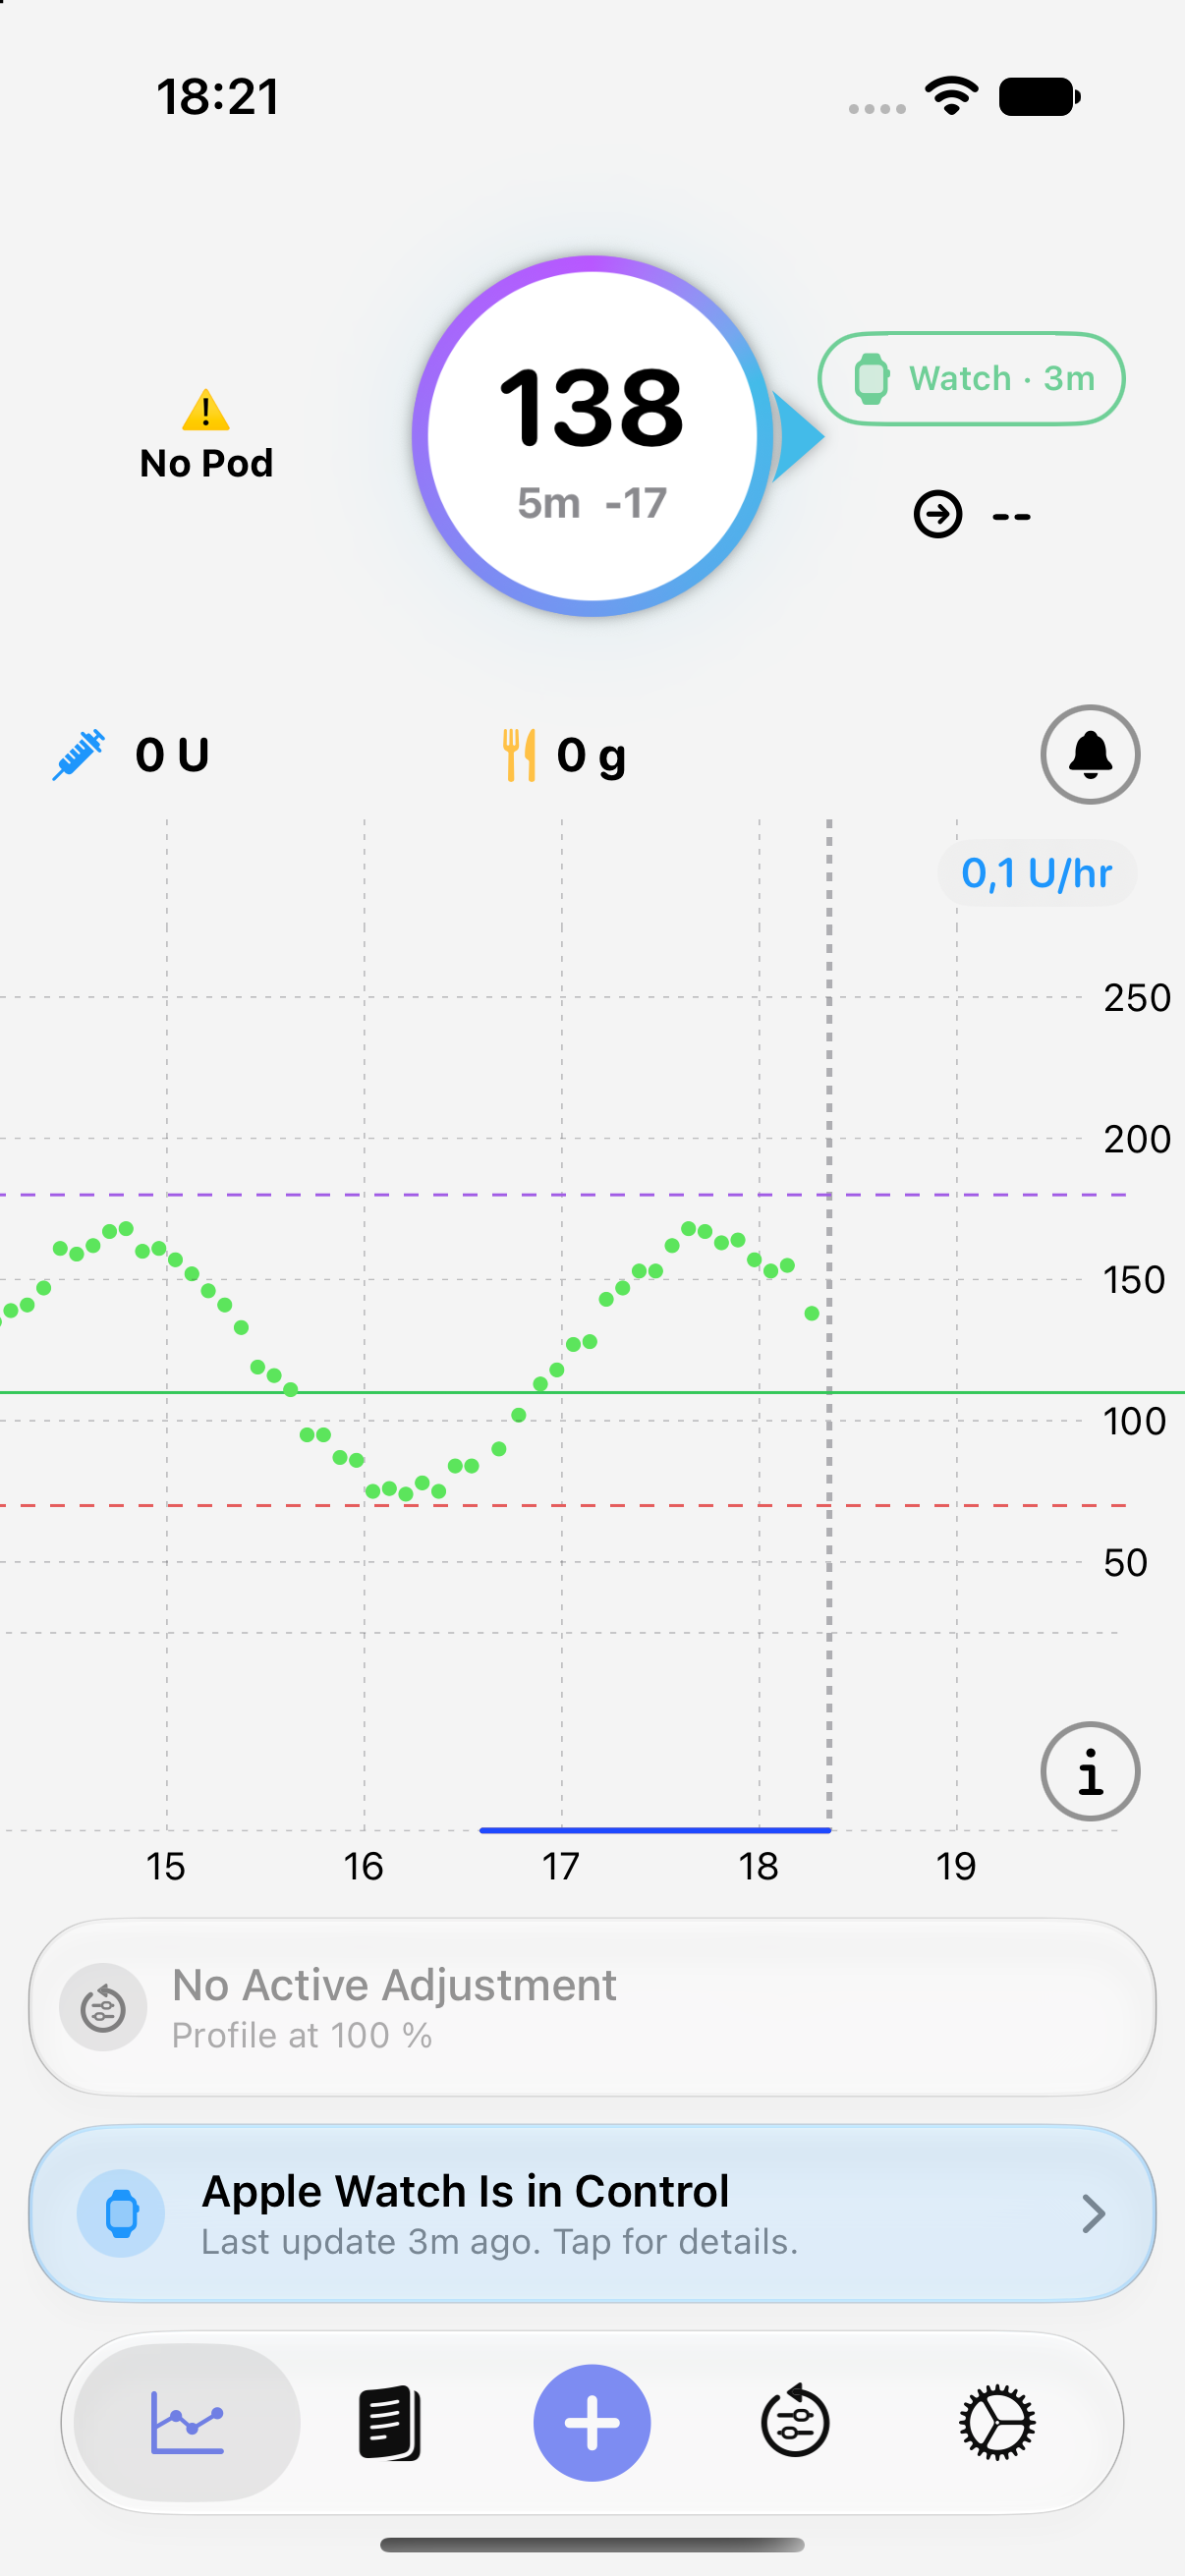 18:21
Watch · 3m
No Pod
138
5m -17
--
0 U
0 g
0,1 U/hr
250
200
150
100
50
15 16 17 18 19
No Active Adjustment
Profile at 100 %
Apple Watch Is in Control
Last update 3m ago. Tap for details.